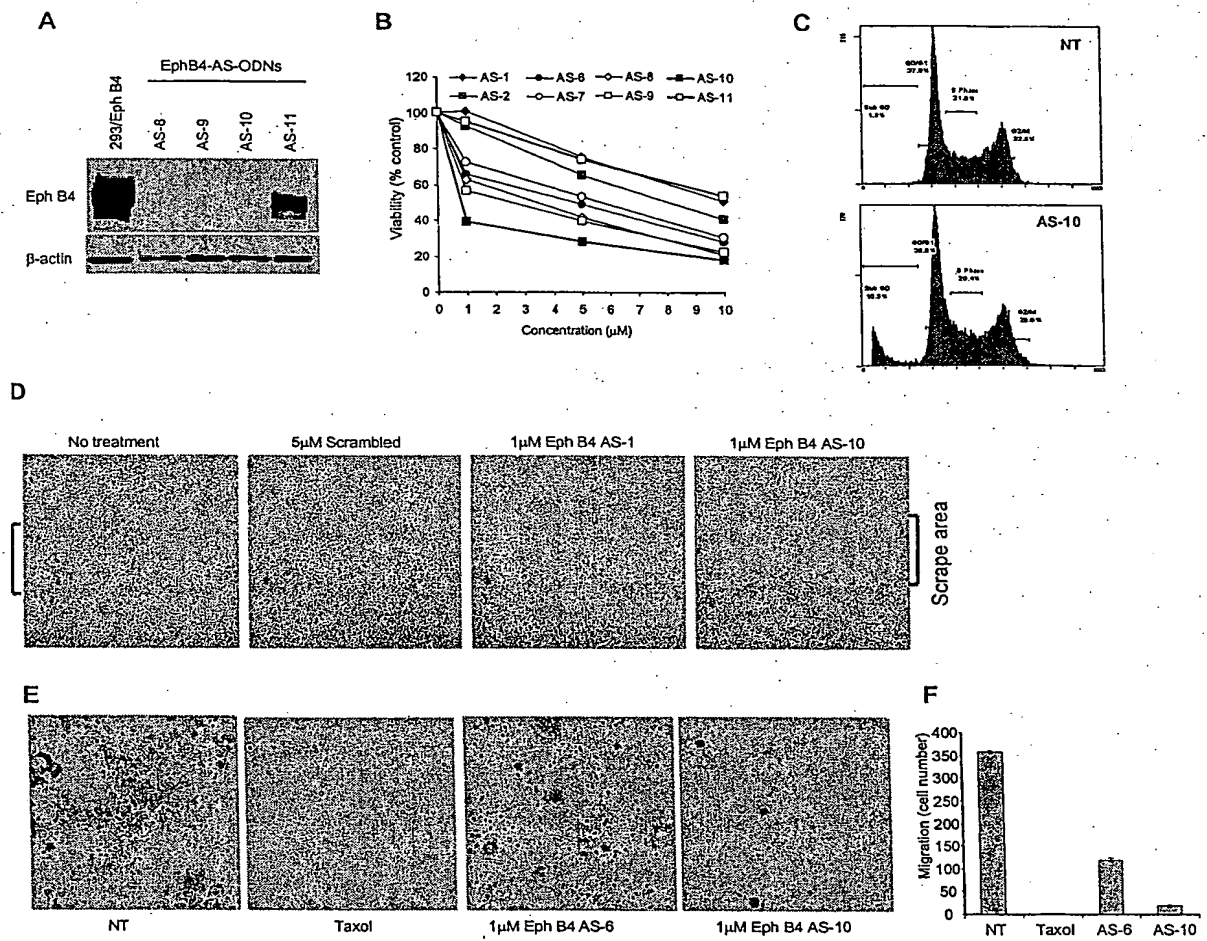 A
EphB4-AS-ODNs
293/Eph B4
AS-8
AS-9
AS-10
AS-11
Eph B4
β-actin
B
AS-1
AS-6
AS-8
AS-10
AS-2
AS-7
AS-9
AS-11
120
100
80
60
40
20
0
Viability (% control)
0 1 2 3 4 5 6 7 8 9 10
Concentration (μM)
C
NT
S Phase
AS-10
S Phase
20.4%
D
No treatment
5μM Scrambled
1μM Eph B4 AS-1
1μM Eph B4 AS-10
Scrape area
E
NT
Taxol
1μM Eph B4 AS-6
1μM Eph B4 AS-10
F
Migration (cell number)
400
350
300
250
200
150
100
50
0
NT
Taxol
AS-6
AS-10